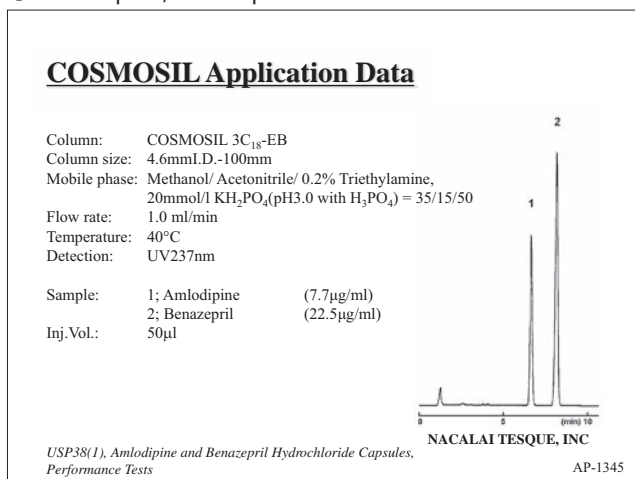 COSMOSIL Application Data
Column: COSMOSIL 3C₁₈-EB
Column size: 4.6mmI.D.-100mm
Mobile phase: Methanol/ Acetonitrile/ 0.2% Triethylamine,
20mmol/l KH₂PO₄(pH3.0 with H₃PO₄) = 35/15/50
Flow rate: 1.0 ml/min
Temperature: 40°C
Detection: UV237nm
Sample: 1; Amlodipine (7.7μg/ml)
2; Benazepril (22.5μg/ml)
Inj.Vol.: 50μl
2
1
0 5 (min) 10
NACALAI TESQUE, INC
USP38(1), Amlodipine and Benazepril Hydrochloride Capsules,
Performance Tests
AP-1345